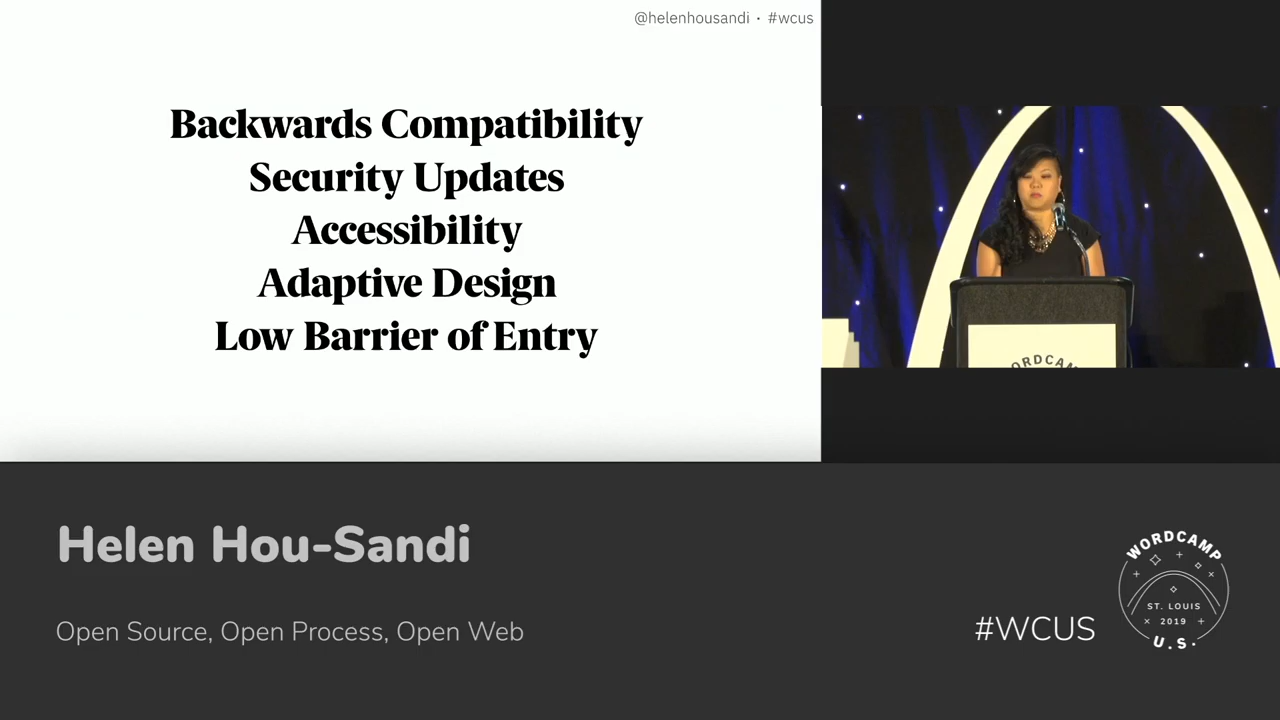 @helenhousandi · #wcus
Backwards Compatibility
Security Updates
Accessibility
Adaptive Design
Low Barrier of Entry
ORDCAM
Helen Hou-Sandi
Open Source, Open Process, Open Web
#WCUS
WORDCAMP
ST. LOUIS
2019
U.S.